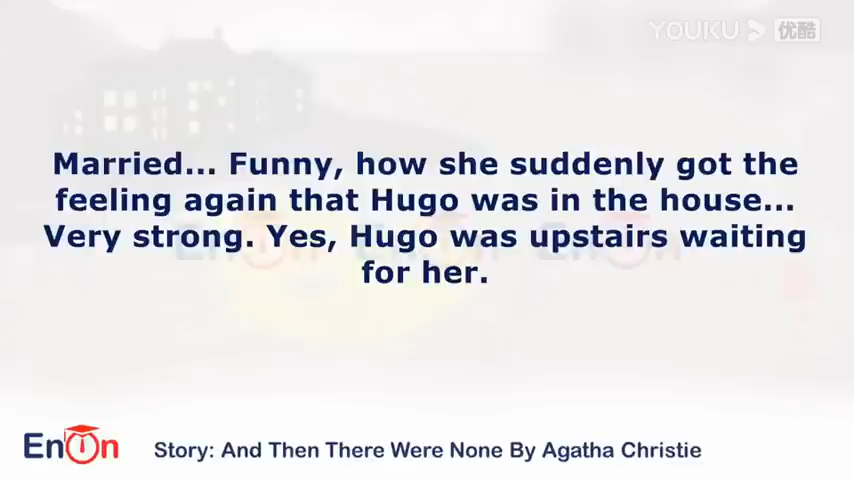 YOUKU 优酷
Married... Funny, how she suddenly got the
feeling again that Hugo was in the house...
Very strong. Yes, Hugo was upstairs waiting
for her.
EnOn
Story: And Then There Were None By Agatha Christie